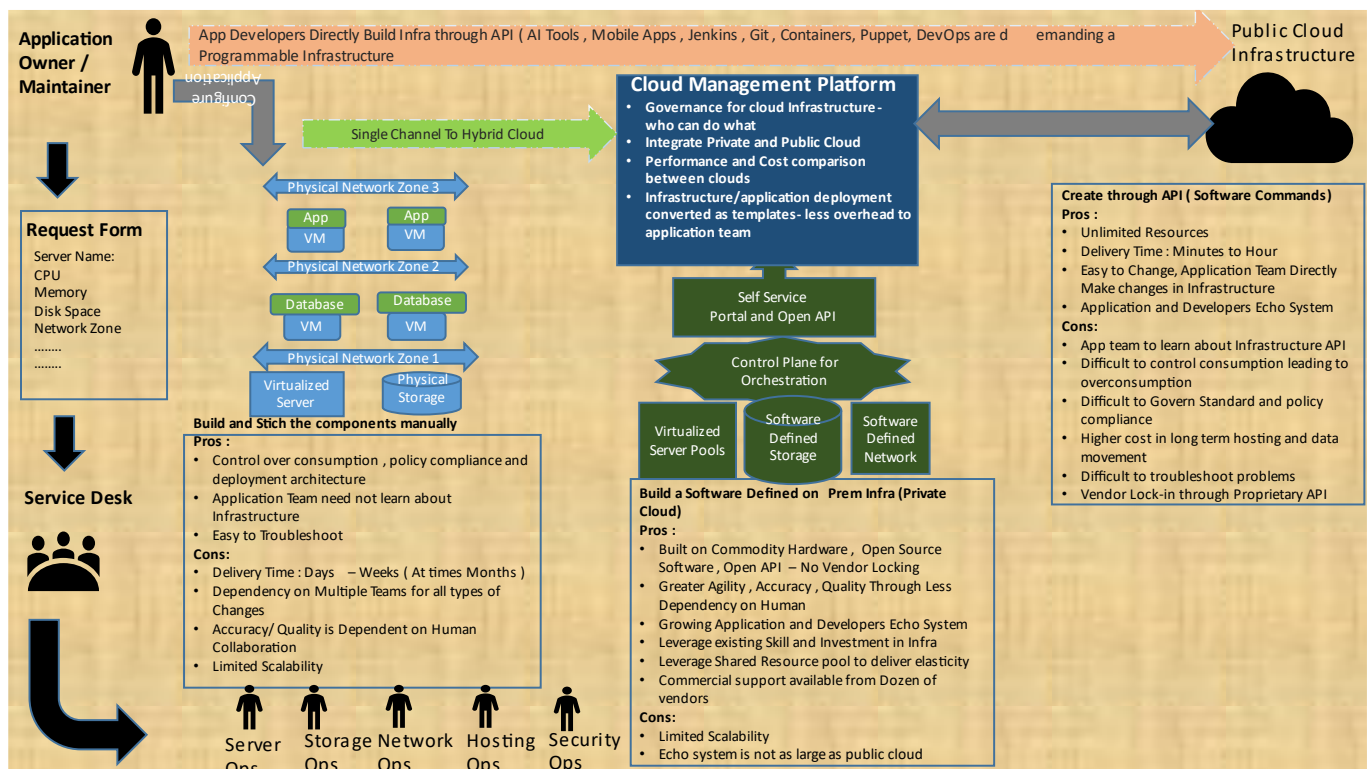 Application
Owner /
Maintainer
App Developers Directly Build Infra through API ( AI Tools , Mobile Apps , Jenkins , Git , Containers, Puppet, DevOps are d emanding a
Programmable Infrastructure
Public Cloud
Infrastructure
Configure
Application
Single Channel To Hybrid Cloud
Cloud Management Platform
• Governance for cloud Infrastructure-
who can do what
• Integrate Private and Public Cloud
• Performance and Cost comparison
between clouds
• Infrastructure/application deployment
converted as templates- less overhead to
application team
Request Form
Server Name:
CPU
Memory
Disk Space
Network Zone
........
........
Service Desk
Physical Network Zone 3
App
App
VM
VM
Physical Network Zone 2
Database
Database
VM
VM
Physical Network Zone 1
Virtualized
Server
Physical
Storage
Build and Stich the components manually
Pros :
• Control over consumption , policy compliance and
deployment architecture
• Application Team need not learn about
Infrastructure
• Easy to Troubleshoot
Cons:
• Delivery Time : Days – Weeks ( At times Months )
• Dependency on Multiple Teams for all types of
Changes
• Accuracy/ Quality is Dependent on Human
Collaboration
• Limited Scalability
Server
Ops
Storage
Ops
Network
Ops
Hosting
Ops
Security
Ops
Self Service
Portal and Open API
Control Plane for
Orchestration
Virtualized
Server Pools
Software
Defined
Storage
Software
Defined
Network
Build a Software Defined on Prem Infra (Private
Cloud)
Pros :
• Built on Commodity Hardware , Open Source
Software , Open API – No Vendor Locking
• Greater Agility , Accuracy , Quality Through Less
Dependency on Human
• Growing Application and Developers Echo System
• Leverage existing Skill and Investment in Infra
• Leverage Shared Resource pool to deliver elasticity
• Commercial support available from Dozen of
vendors
Cons:
• Limited Scalability
• Echo system is not as large as public cloud
Create through API ( Software Commands)
Pros :
• Unlimited Resources
• Delivery Time : Minutes to Hour
• Easy to Change, Application Team Directly
Make changes in Infrastructure
• Application and Developers Echo System
Cons:
• App team to learn about Infrastructure API
• Difficult to control consumption leading to
overconsumption
• Difficult to Govern Standard and policy
compliance
• Higher cost in long term hosting and data
movement
• Difficult to troubleshoot problems
• Vendor Lock-in through Proprietary API